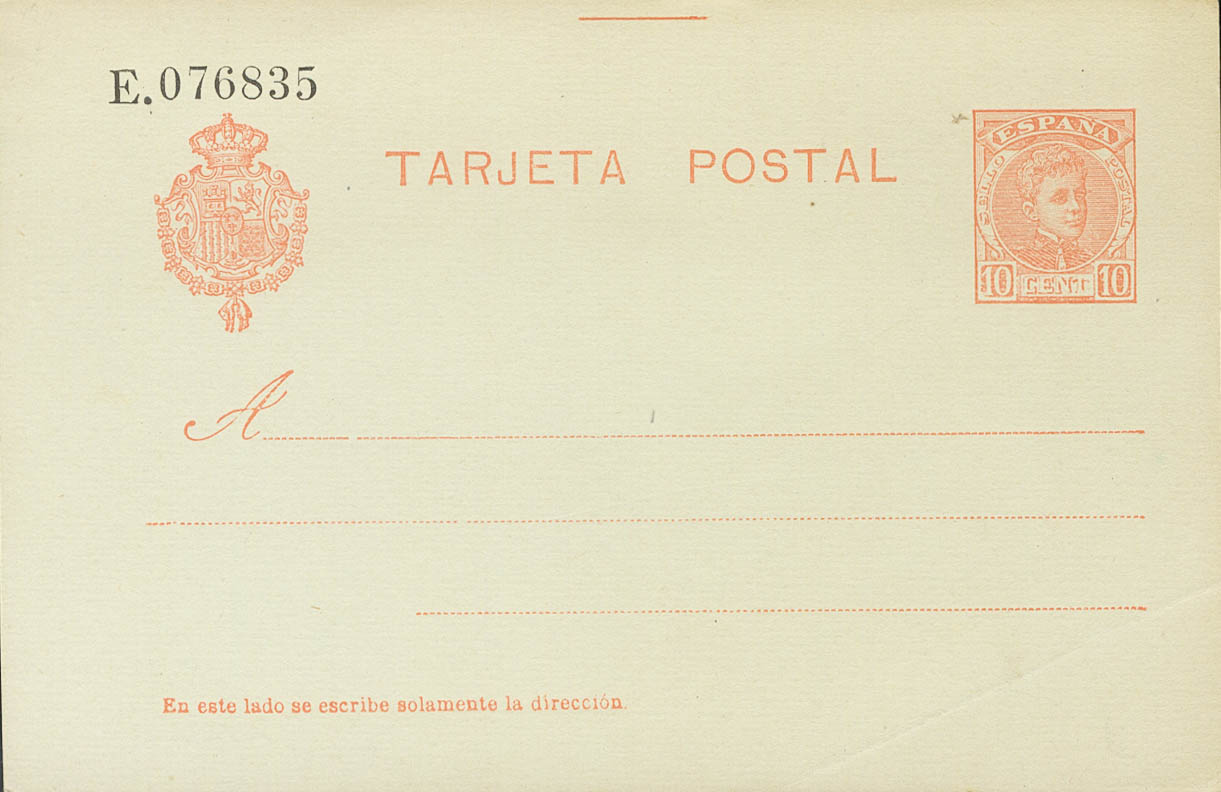 E.076835
TARJETA POSTAL
ESPAÑA
SELLO POSTAL
10 CENT 10
A
En este lado se escribe solamente la dirección.